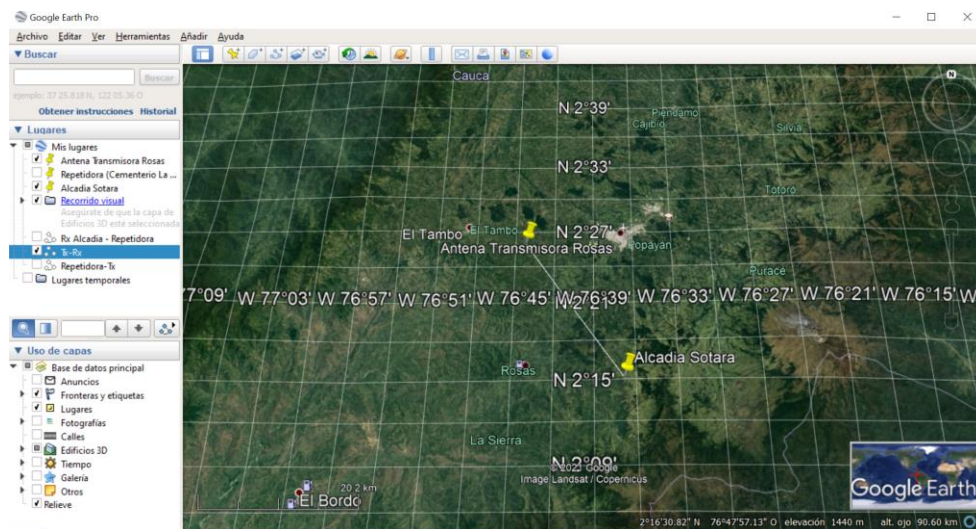 Google Earth Pro
Archivo Editar Ver Herramientas Añadir Ayuda
Buscar
Buscar
ejemplo: 37 25.818 N, 122 05.36 O
Obtener instrucciones Historial
Lugares
Mis lugares
Antena Transmisora Rosas
Repetidora (Cementerio La ...
Alcadia Sotara
Recorrido visual
Asegúrate de que la capa de
Edificios 3D esté seleccionada
Rx Alcadia - Repetidora
Tx-Rx
Repetidora-Tx
Lugares temporales
Uso de capas
Base de datos principal
Anuncios
Fronteras y etiquetas
Lugares
Fotografías
Calles
Edificios 3D
Tiempo
Galería
Otros
Relieve
Cauca
N
N 2°39'
Piendamo
Cajibío
Silvia
N 2°33'
Totoró
El Tambo
El Tambo
N 2°27'
Popayán
Antena Transmisora Rosas
Puracé
7°09' W 77°03' W 76°57' W 76°51' W 76°45' W 76°39' W 76°33' W 76°27' W 76°21' W 76°15' W
N 2°21'
Alcadia Sotara
Rosas
N 2°15'
La Sierra
N 2°09'
© 2022 Google
Image Landsat / Copernicus
20.2 km
El Bordo
Google Earth
2°16'30.82" N 76°47'57.13" O elevación 1440 m alt. ojo 90.60 km